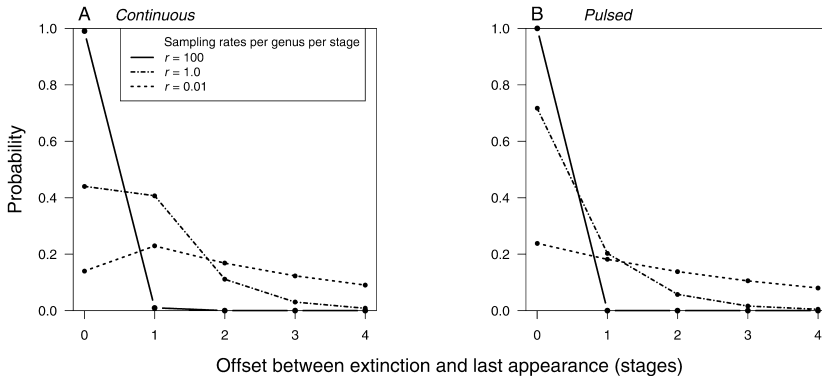 A Continuous
B Pulsed
Probability
1.0
0.8
0.6
0.4
0.2
0.0
Sampling rates per genus per stage
r = 100
r = 1.0
r = 0.01
0 1 2 3 4
1.0
0.8
0.6
0.4
0.2
0.0
0 1 2 3 4
Offset between extinction and last appearance (stages)